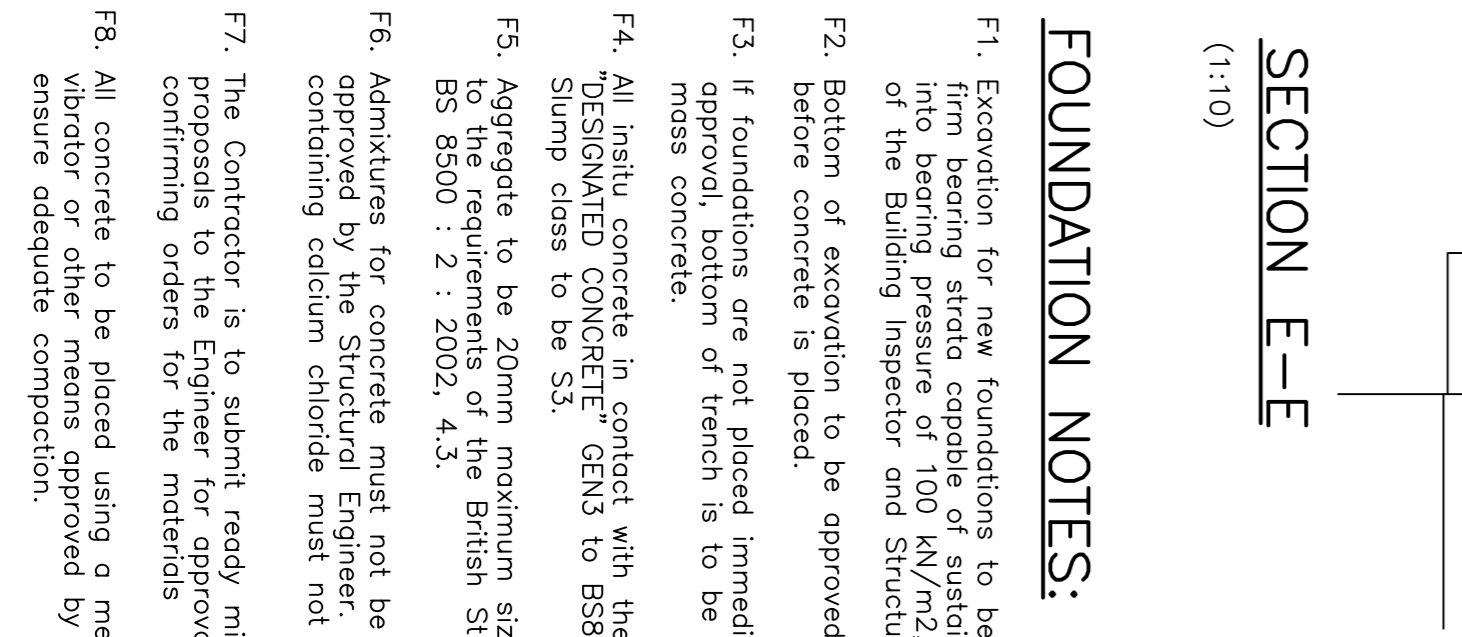 SECTION E-E
(1:10)
FOUNDATION NOTES:
F1. Excavation for new foundations to be
firm bearing strata capable of sustai
into bearing pressure of 100 kN/m2,
of the Building Inspector and Structu
F2. Bottom of excavation to be approved
before concrete is placed.
F3. If foundations are not placed immedi
approval, bottom of trench is to be
mass concrete.
F4. All insitu concrete in contact with the
"DESIGNATED CONCRETE" GEN3 to BS8
Slump class to be S3.
F5. Aggregate to be 20mm maximum siz
to the requirements of the British St
BS 8500 : 2 : 2002, 4.3.
F6. Admixtures for concrete must not be
approved by the Structural Engineer.
containing calcium chloride must not
F7. The Contractor is to submit ready mi
proposals to the Engineer for approva
confirming orders for the materials
F8. All concrete to be placed using a me
vibrator or other means approved by
ensure adequate compaction.